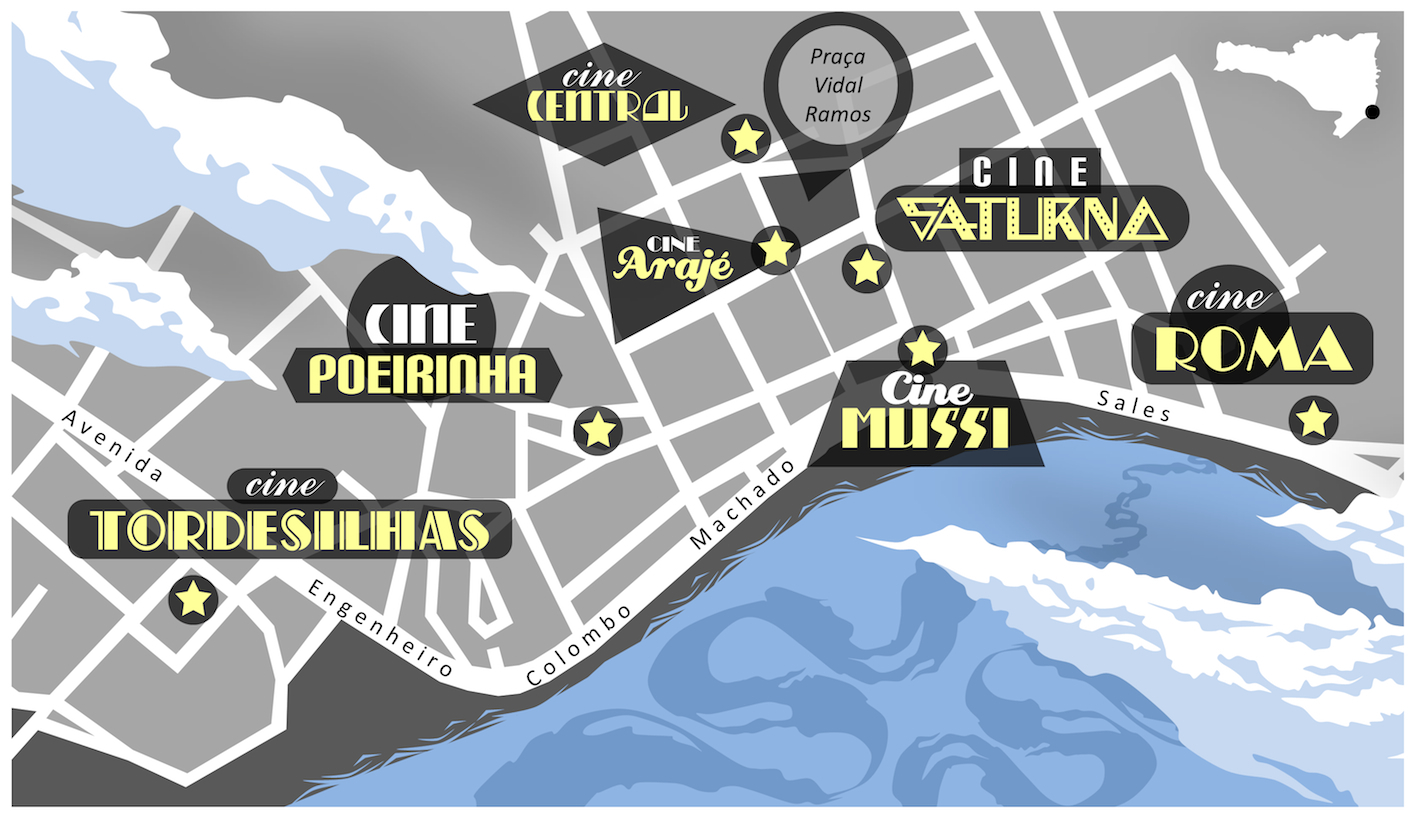 Praça
Vidal
Ramos
cine
CENTRAL
CINE
SATURNA
CINE
Arajé
cine
ROMA
CINE
POEIRINHA
Cine
MUSSI
cine
TORDESILHAS
Avenida
Engenheiro
Colombo
Machado
Sales